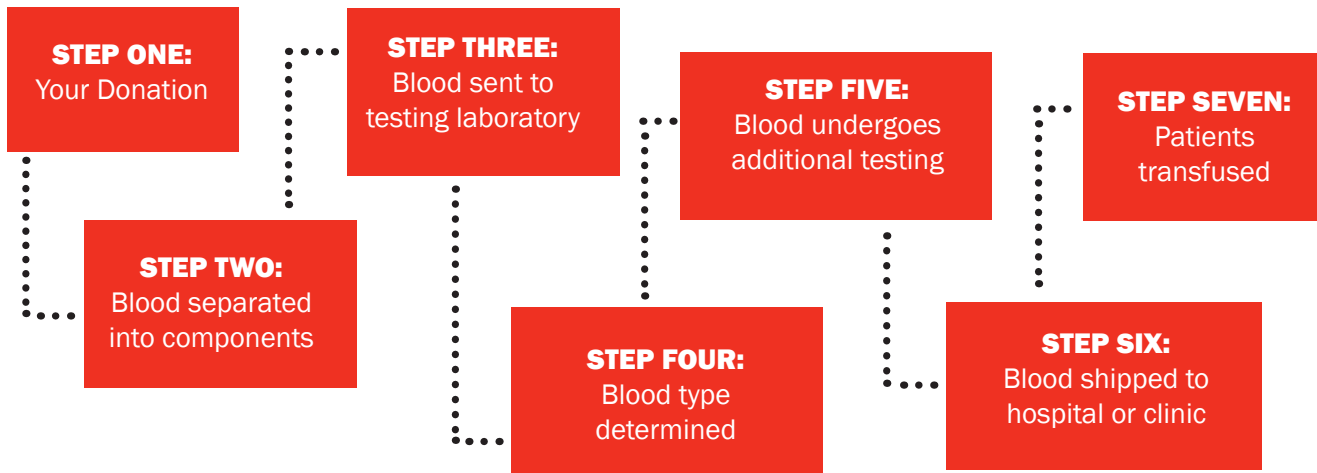 STEP ONE:
Your Donation
STEP TWO:
Blood separated
into components
STEP THREE:
Blood sent to
testing laboratory
STEP FOUR:
Blood type
determined
STEP FIVE:
Blood undergoes
additional testing
STEP SIX:
Blood shipped to
hospital or clinic
STEP SEVEN:
Patients
transfused